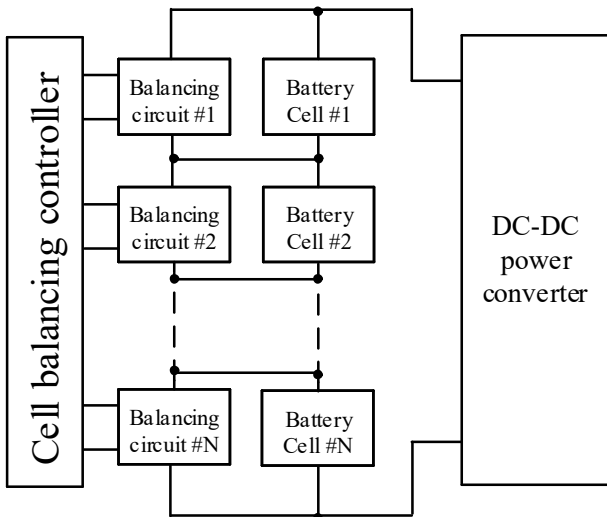 Cell balancing controller
Balancing
circuit #1
Battery
Cell #1
Balancing
circuit #2
Battery
Cell #2
Balancing
circuit #N
Battery
Cell #N
DC-DC
power
converter